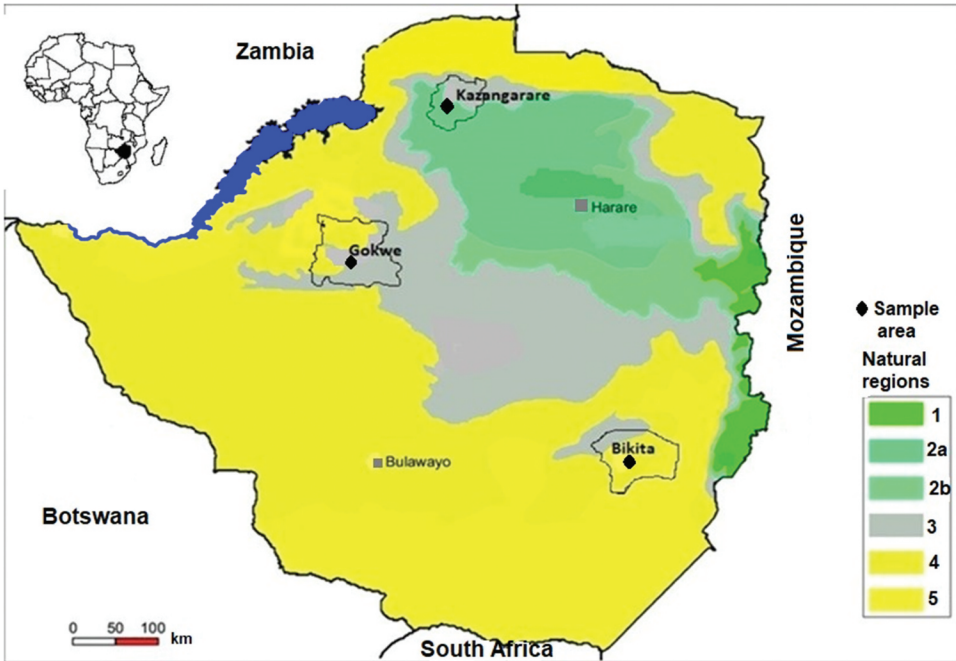 Zambia
Kazangarare
Harare
Gokwe
Mozambique
Sample
area
Natural
regions
1
2a
2b
3
4
5
Bikita
Bulawayo
Botswana
0 50 100
km
South Africa